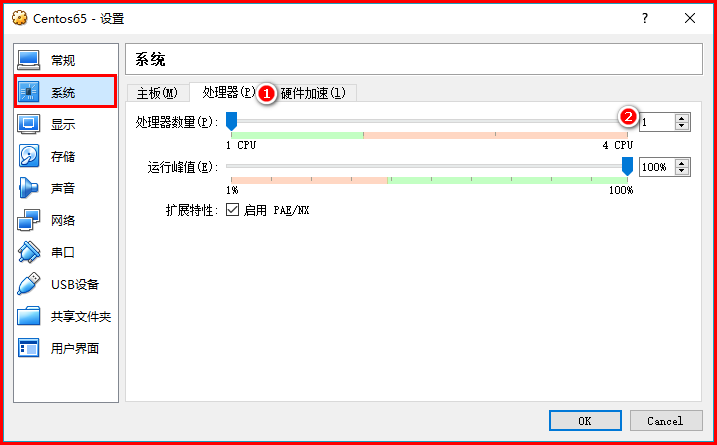 Centos65 - 设置
常规
系统
显示
存储
声音
网络
串口
USB设备
共享文件夹
用户界面
系统
主板(M) 处理器(P) 1 硬件加速(l)
处理器数量(P): 2 1
1 CPU 4 CPU
运行峰值(E): 100%
1% 100%
扩展特性: 启用 PAE/NX
OK Cancel